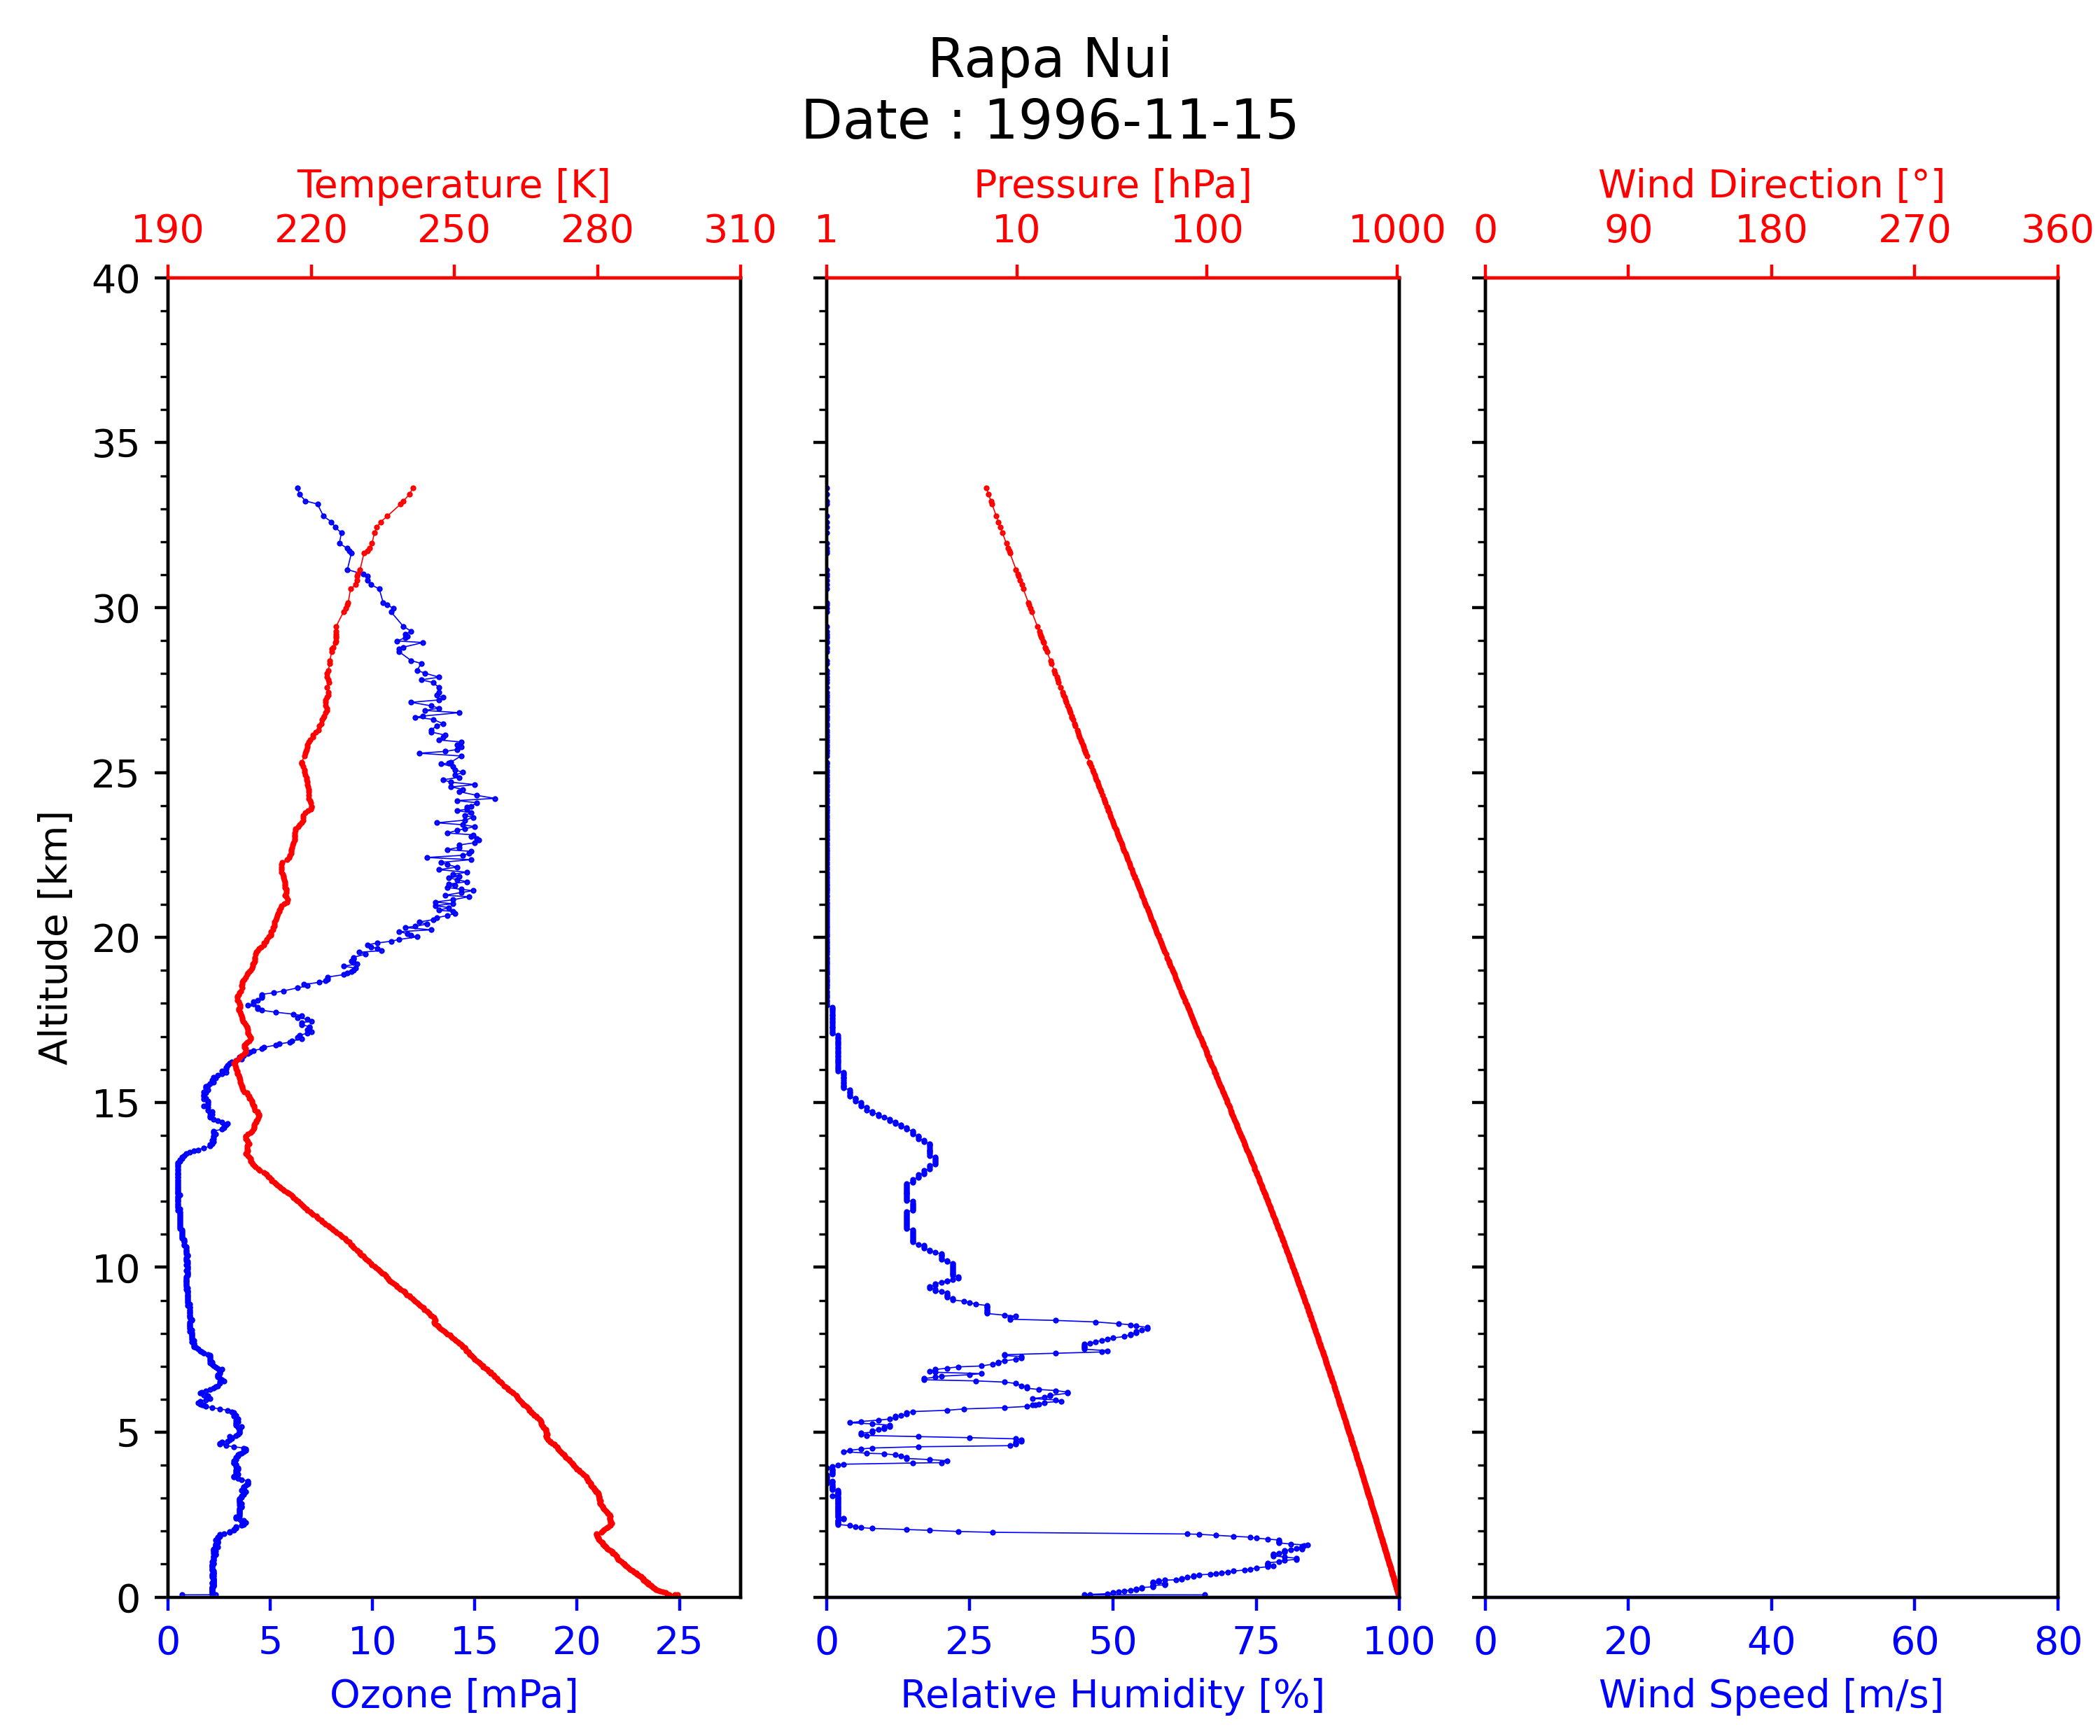 Rapa Nui
Date : 1996-11-15
Temperature [K]
190 220 250 280 310
Pressure [hPa]
1 10 100 1000
Wind Direction [°]
0 90 180 270 360
Altitude [km]
40
35
30
25
20
15
10
5
0
0 5 10 15 20 25
Ozone [mPa]
0 25 50 75 100
Relative Humidity [%]
0 20 40 60 80
Wind Speed [m/s]